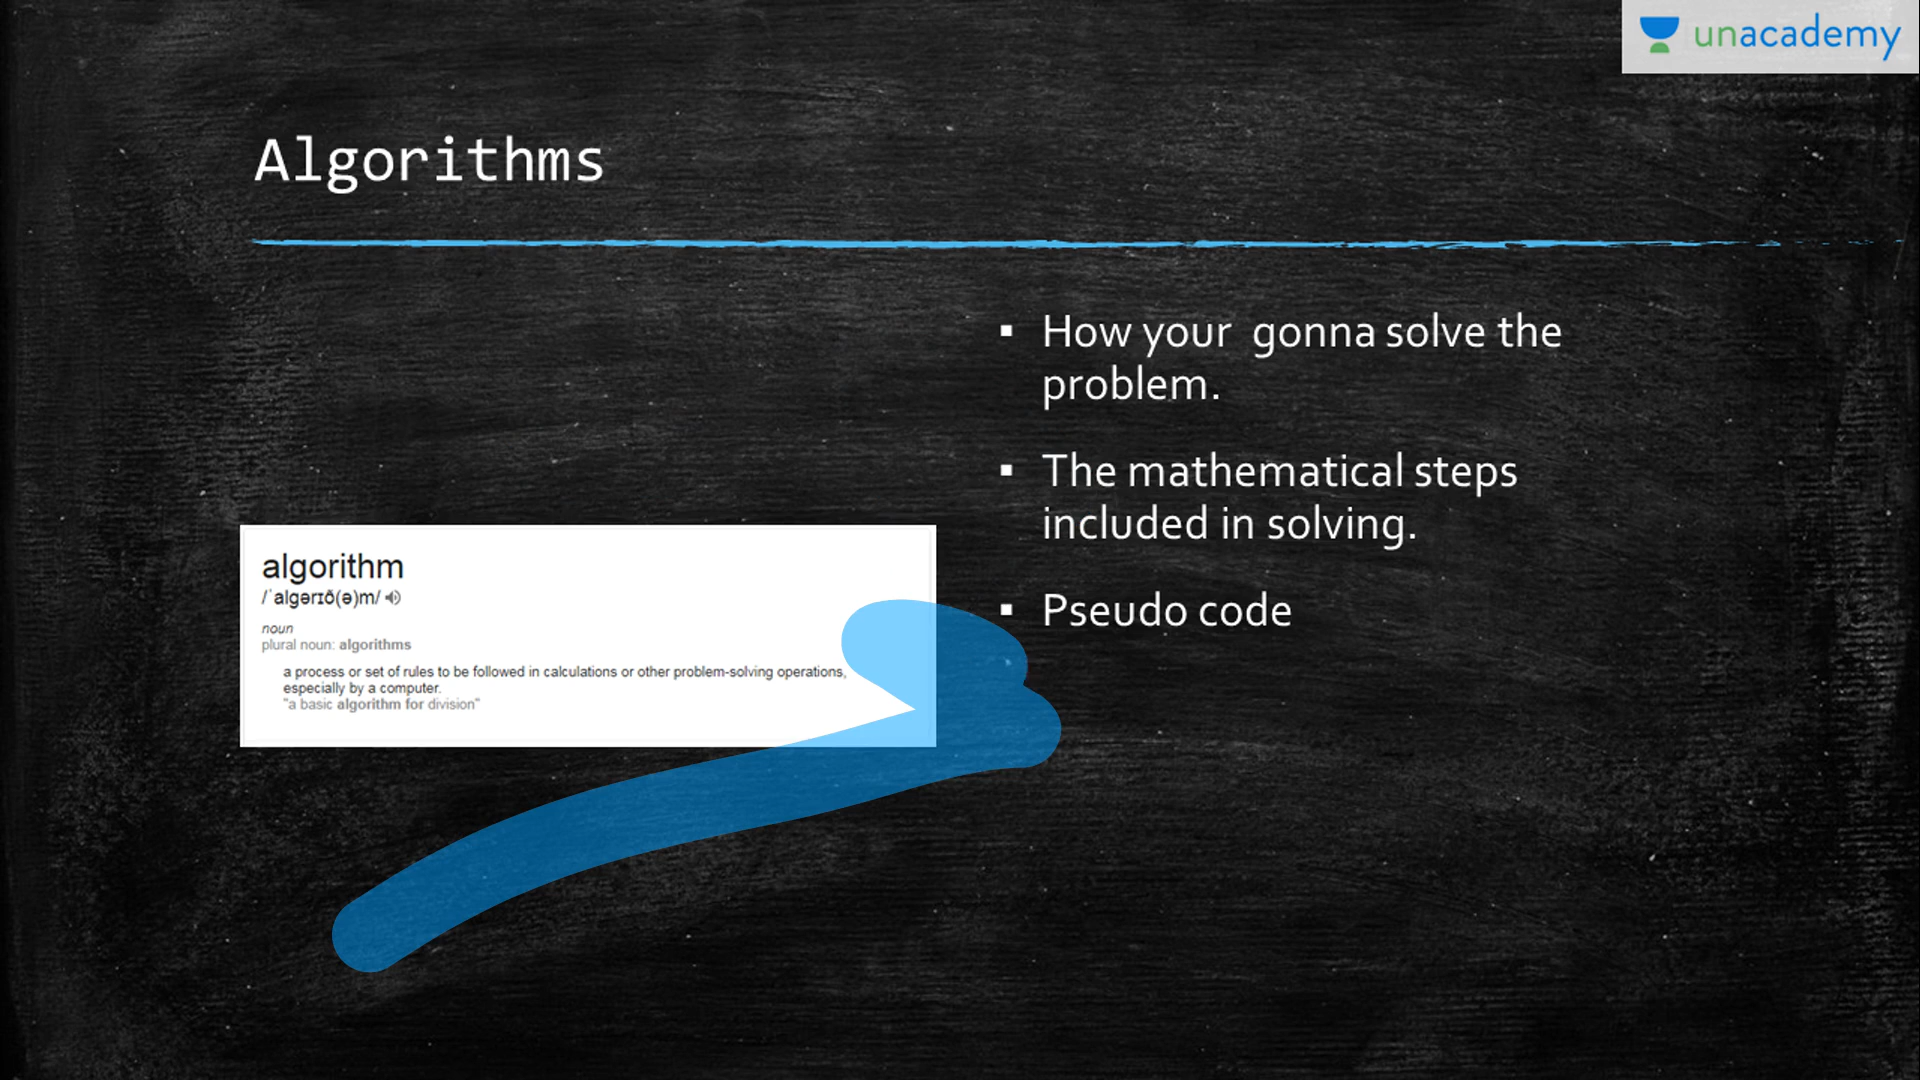 unacademy
Algorithms
How your  gonna solve the
problem.
The mathematical steps
included in solving.
Pseudo code
algorithm
/ˈalɡərɪð(ə)m/
noun
plural noun: algorithms
a process or set of rules to be followed in calculations or other problem-solving operations,
especially by a computer.
"a basic algorithm for division"